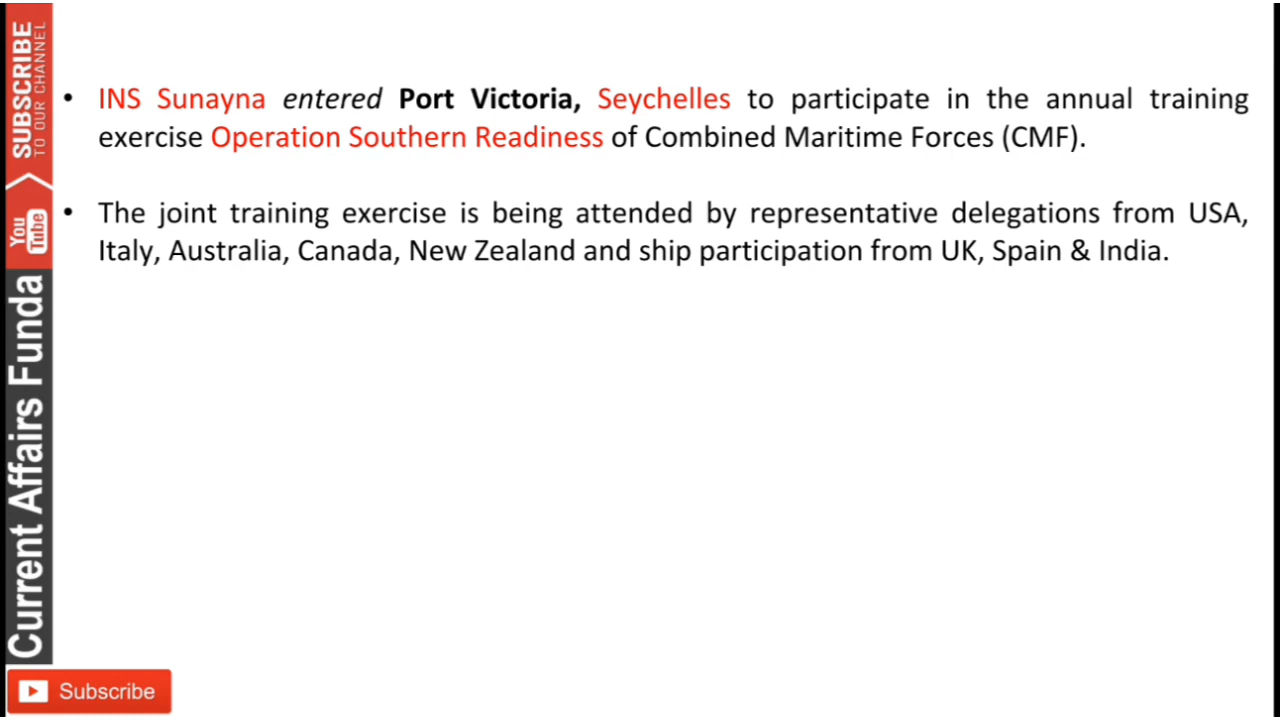 • INS Sunayna entered Port Victoria, Seychelles to participate in the annual training
exercise Operation Southern Readiness of Combined Maritime Forces (CMF).
• The joint training exercise is being attended by representative delegations from USA,
Italy, Australia, Canada, New Zealand and ship participation from UK, Spain & India.
SUBSCRIBE
TO OUR CHANNEL
You
Tube
Current Affairs Funda
Subscribe